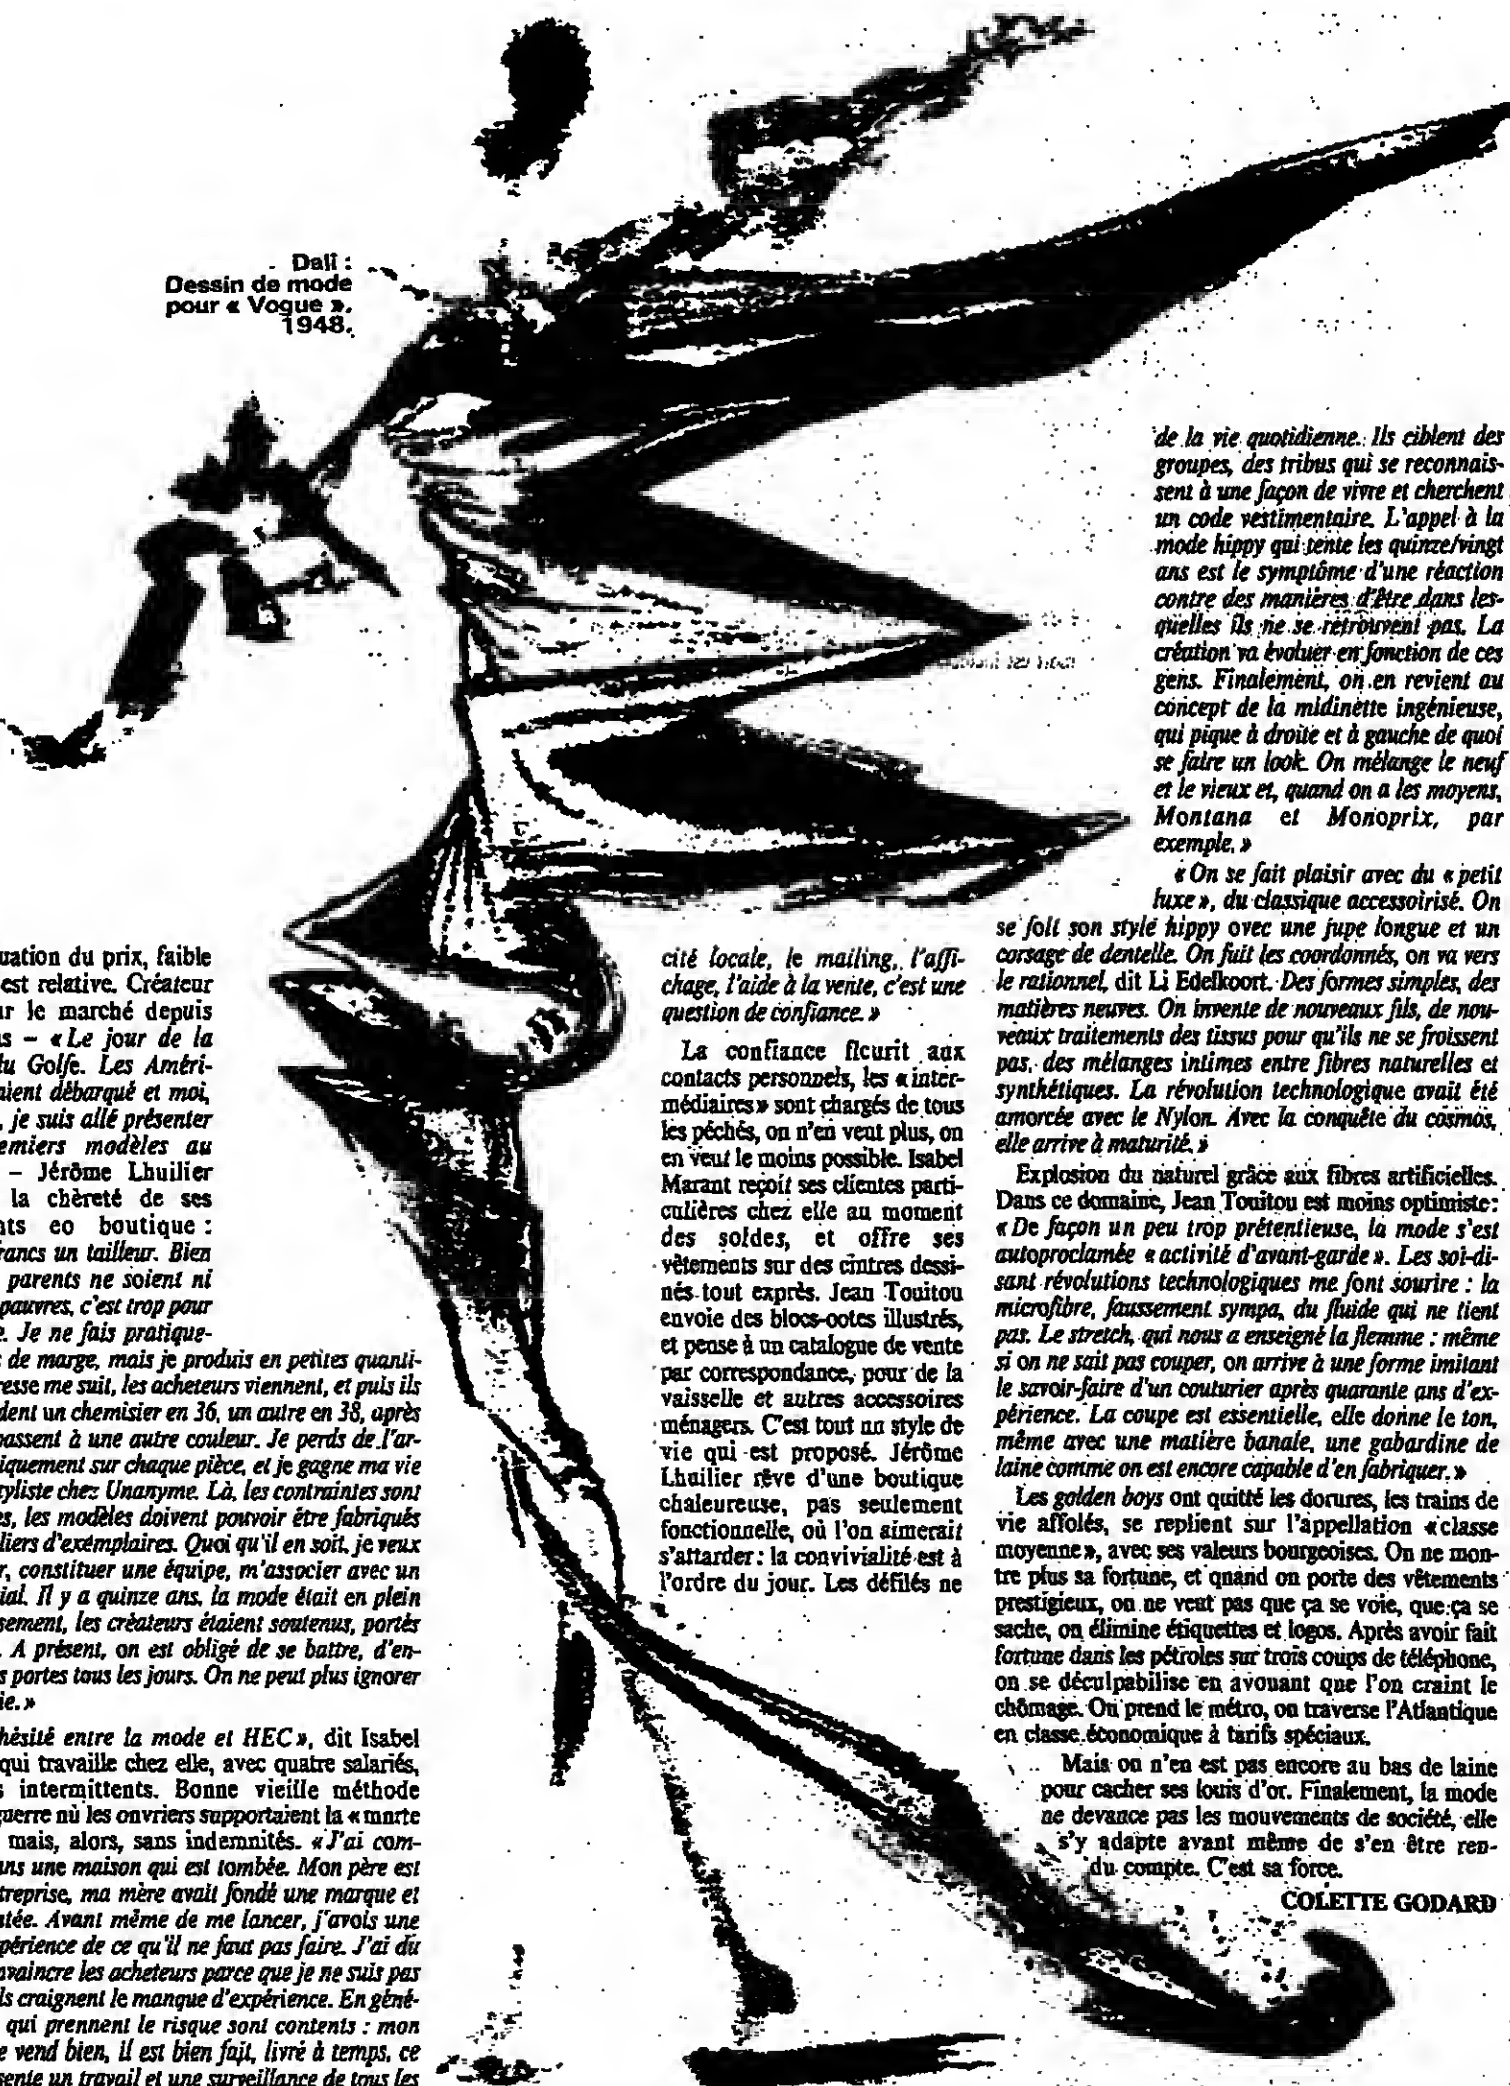 Dali :
Dessin de mode
pour « Vogue ».
1948.
uation du prix, faible
est relative. Créateur
ur le marché depuis
s – « Le jour de la
du Golfe. Les Améri-
aient débarqué et moi,
, je suis allé présenter
emiers modèles au
– Jérôme Lhuilier
la chèreté de ses
nts eo boutique :
rancs un tailleur. Bien
parents ne soient ni
pauvres, c'est trop pour
e. Je ne fais pratique-
s de marge, mais je produis en petites quanti-
resse me suit, les acheteurs viennent, et puis ils
dent un chemisier en 36, un autre en 38, après
passent à une autre couleur. Je perds de l'ar-
iquement sur chaque pièce, et je gagne ma vie
tyliste chez Unanyme. Là, les contraintes sont
es, les modèles doivent pouvoir être fabriqués
liers d'exemplaires. Quoi qu'il en soit, je veux
r, constituer une équipe, m'associer avec un
ial. Il y a quinze ans, la mode était en plein
sement, les créateurs étaient soutenus, portés
. A présent, on est obligé de se battre, d'en-
s portes tous les jours. On ne peut plus ignorer
ie. »
hésité entre la mode et HEC », dit Isabel
qui travaille chez elle, avec quatre salariés,
s intermittents. Bonne vieille méthode
guerre nù les onvriers supportaient la « mnrte
mais, alors, sans indemnités. « J'ai com-
ans une maison qui est tombée. Mon père est
treprise, ma mère avait fondé une marque et
ntée. Avant même de me lancer, j'avois une
périence de ce qu'il ne faut pas faire. J'ai dû
vaincre les acheteurs parce que je ne suis pas
ls craignent le manque d'expérience. En géné-
qui prennent le risque sont contents : mon
e vend bien, il est bien fait, livré à temps, ce
sente un travail et une surveillance de tous les
cité locale, le mailing, l'affi-
chage, l'aide à la vente, c'est une
question de confiance. »
La confiance fleurit aux
contacts personnels, les « inter-
médiaires » sont chargés de tous
les péchés, on n'en veut plus, on
en veut le moins possible. Isabel
Marant reçoit ses clientes parti-
culières chez elle au moment
des soldes, et offre ses
vêtements sur des cintres dessi-
nés tout exprès. Jean Touitou
envoie des blocs-ootes illustrés,
et pense à un catalogue de vente
par correspondance, pour de la
vaisselle et autres accessoires
ménagers. C'est tout un style de
vie qui est proposé. Jérôme
Lhuilier rêve d'une boutique
chaleureuse, pas seulement
fonctionnelle, où l'on aimerait
s'attarder : la convivialité est à
l'ordre du jour. Les défilés ne
de la vie quotidienne. Ils ciblent des
groupes, des tribus qui se reconnais-
sent à une façon de vivre et cherchent
un code vestimentaire. L'appel à la
mode hippy qui tente les quinze/vingt
ans est le symptôme d'une réaction
contre des manières d'être dans les-
quelles ils ne se retrouvent pas. La
création va évoluer en fonction de ces
gens. Finalement, on en revient au
concept de la midinette ingénieuse,
qui pique à droite et à gauche de quoi
se faire un look. On mélange le neuf
et le vieux et, quand on a les moyens,
Montana et Monoprix, par
exemple. »
« On se fait plaisir avec du « petit
luxe », du classique accessoirisé. On
se foit son style hippy ovec une jupe longue et un
corsage de dentelle. On fuit les coordonnés, on va vers
le rationnel, dit Li Edelkoort. Des formes simples, des
matières neuves. On invente de nouveaux fils, de nou-
veaux traitements des tissus pour qu'ils ne se froissent
pas, des mélanges intimes entre fibres naturelles et
synthétiques. La révolution technologique avait été
amorcée avec le Nylon. Avec la conquête du cosmos,
elle arrive à maturité. »
Explosion du naturel grâce aux fibres artificielles.
Dans ce domaine, Jean Touitou est moins optimiste :
« De façon un peu trop prétentieuse, la mode s'est
autoproclamée « activité d'avant-garde ». Les soi-di-
sant révolutions technologiques me font sourire : la
microfibre, faussement sympa, du fluide qui ne tient
pas. Le stretch, qui nous a enseigné la flemme : même
si on ne sait pas couper, on arrive à une forme imitant
le savoir-faire d'un couturier après quarante ans d'ex-
périence. La coupe est essentielle, elle donne le ton,
même avec une matière banale, une gabardine de
laine comme on est encore capable d'en fabriquer. »
Les golden boys ont quitté les dorures, les trains de
vie affolés, se replient sur l'appellation « classe
moyenne », avec ses valeurs bourgeoises. On ne mon-
tre plus sa fortune, et quand on porte des vêtements
prestigieux, on ne veut pas que ça se voie, que ça se
sache, on élimine étiquettes et logos. Après avoir fait
fortune dans les pétroles sur trois coups de téléphone,
on se déculpabilise en avouant que l'on craint le
chômage. On prend le métro, on traverse l'Atlantique
en classe économique à tarifs spéciaux.
Mais on n'en est pas encore au bas de laine
pour cacher ses louis d'or. Finalement, la mode
ne devance pas les mouvements de société, elle
s'y adapte avant même de s'en être ren-
du compte. C'est sa force.
COLETTE GODARD